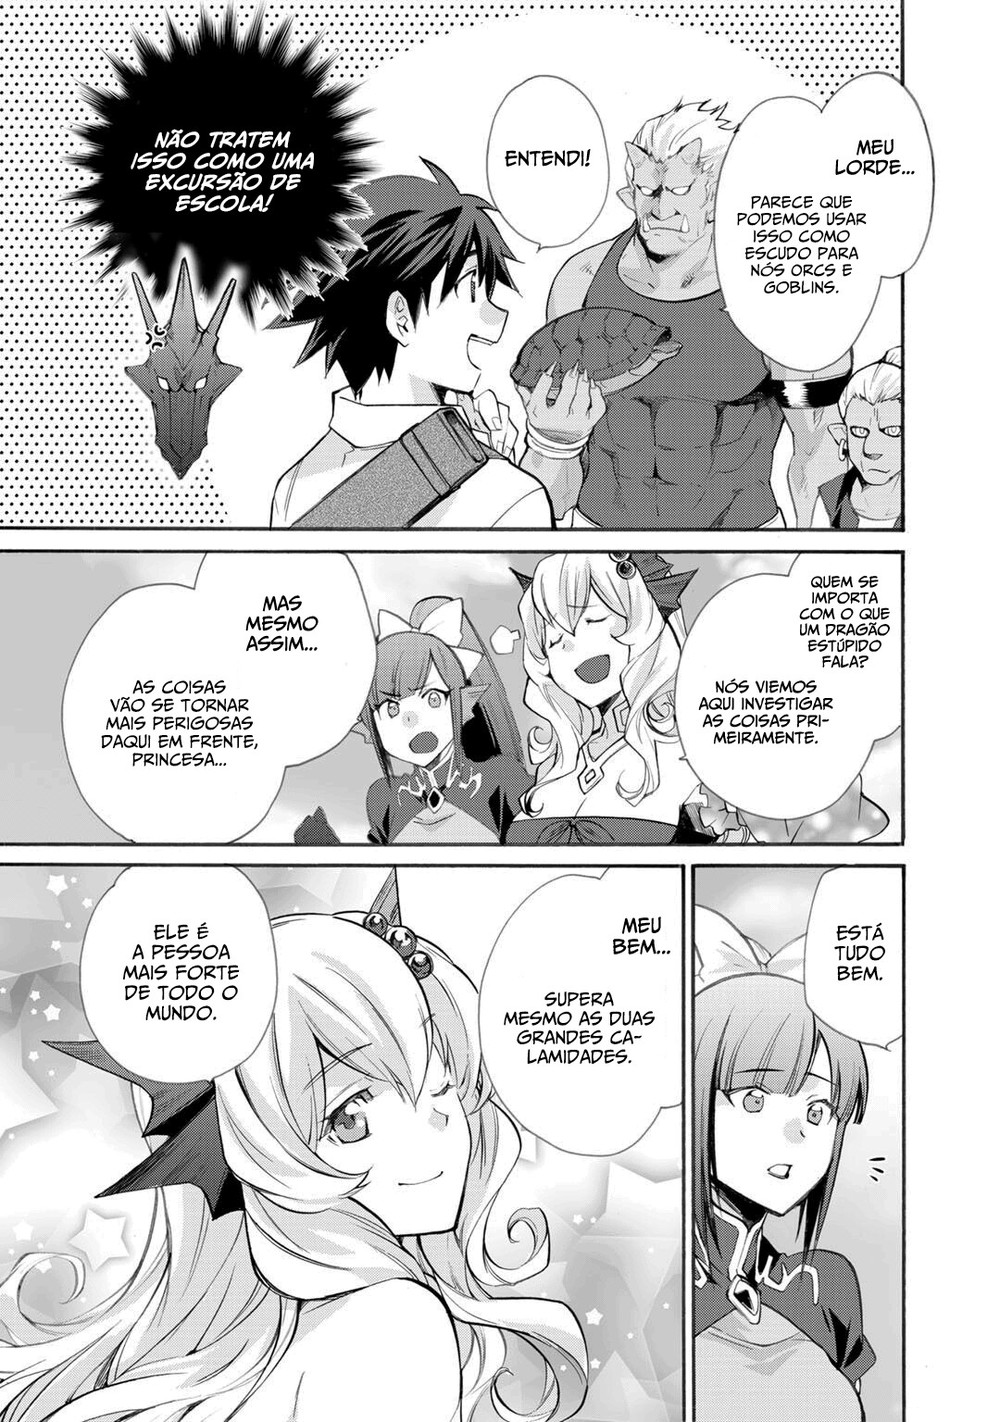 MEU
LORDE...
PARECE QUE
PODEMOS USAR
ISSO COMO
ESCUDO PARA
NÓS ORCS E
GOBLINS.
ENTENDI!
NÃO TRATEM
ISSO COMO UMA
EXCURSÃO DE
ESCOLA!
QUEM SE
IMPORTA
COM O QUE
UM DRAGÃO
ESTÚPIDO
FALA?
NÓS VIEMOS
AQUI INVESTIGAR
AS COISAS PRI-
MEIRAMENTE.
MAS
MESMO
ASSIM...
AS COISAS
VÃO SE TORNAR
MAIS PERIGOSAS
DAQUI EM FRENTE,
PRINCESA...
ESTÁ
TUDO
BEM.
MEU
BEM...
SUPERA
MESMO AS DUAS
GRANDES CA-
LAMIDADES.
ELE É
A PESSOA
MAIS FORTE
DE TODO O
MUNDO.